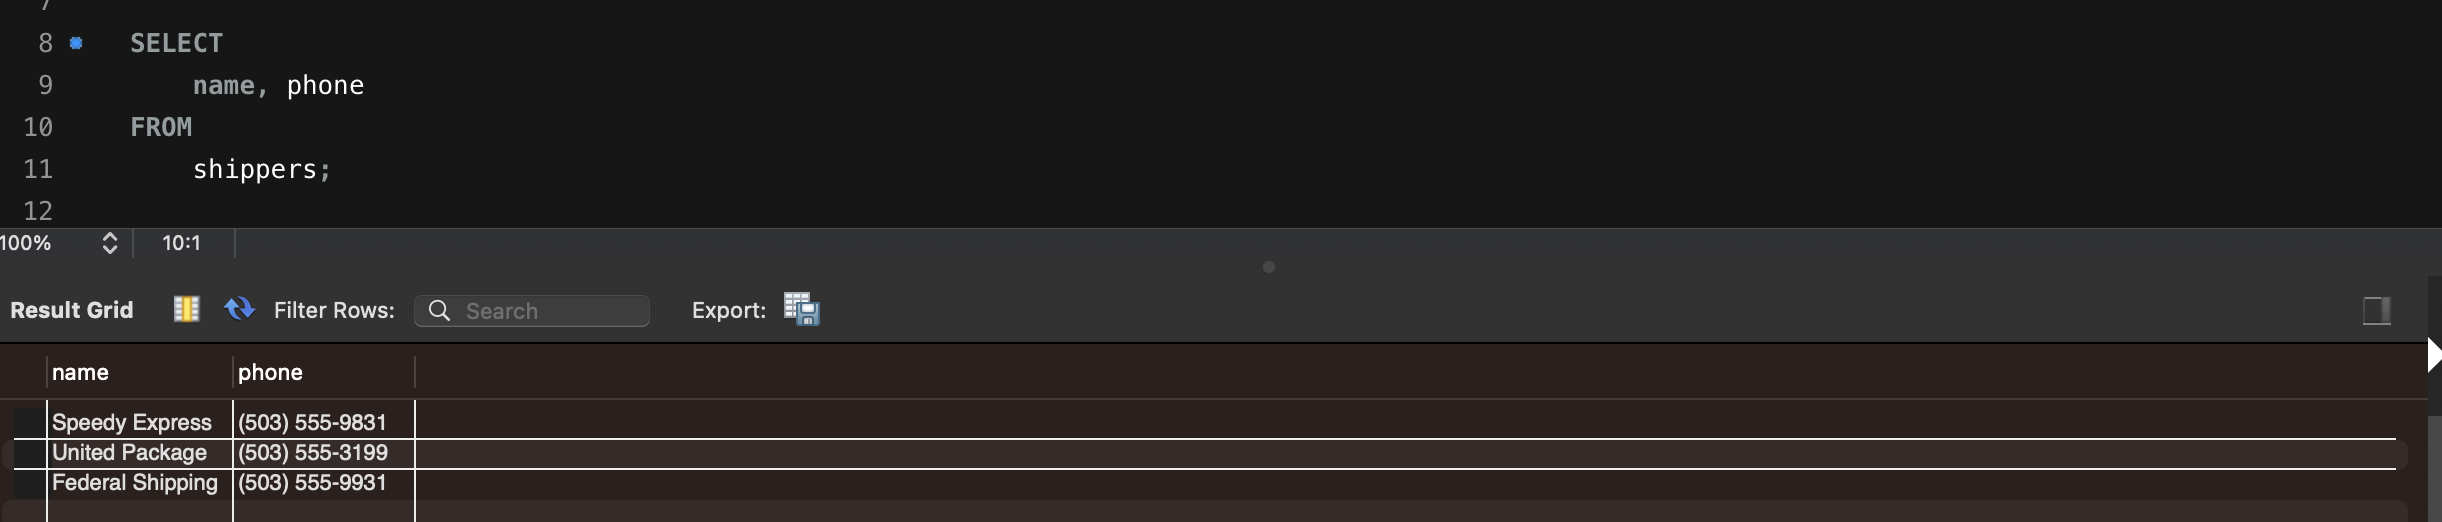 7
8 SELECT
9 name, phone
10 FROM
11 shippers;
12
100% 10:1
Result Grid Filter Rows: Search Export:
name phone
Speedy Express (503) 555-9831
United Package (503) 555-3199
Federal Shipping (503) 555-9931